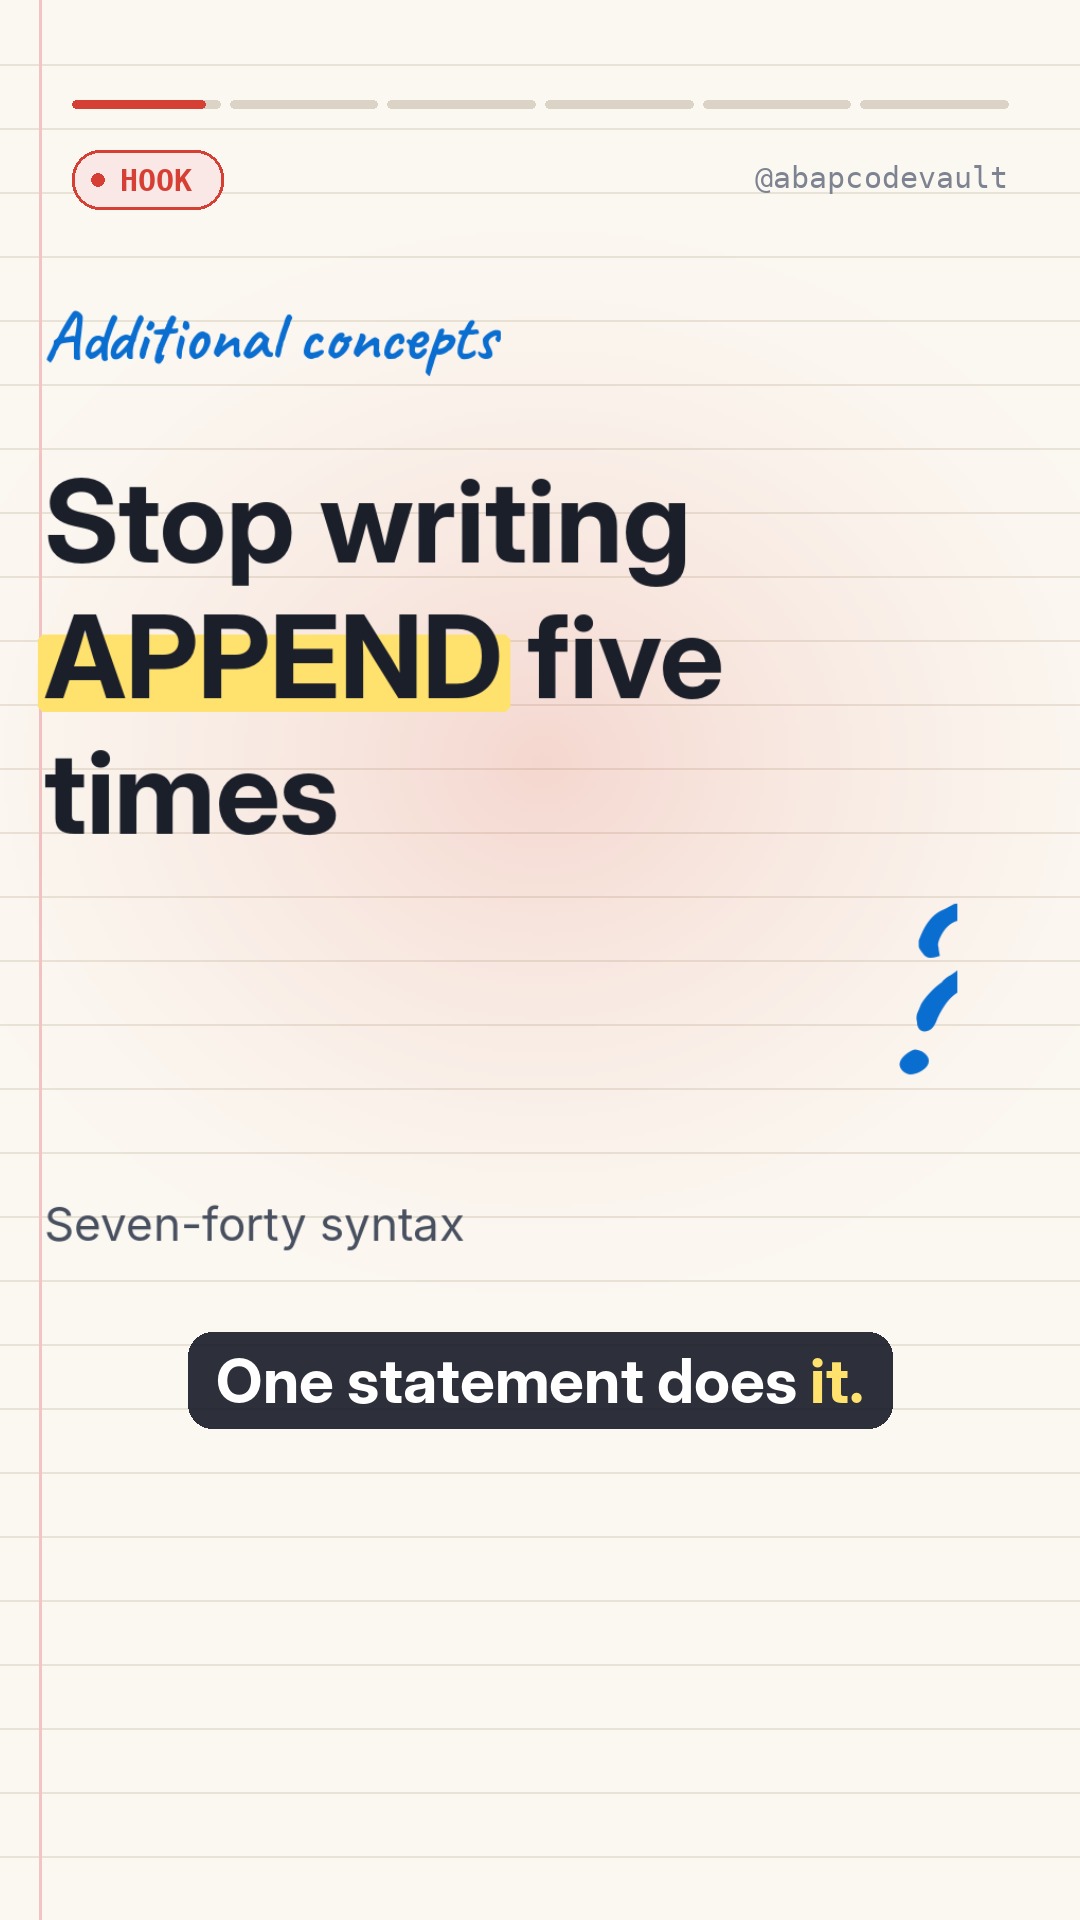 HOOK
@abapcodevault
Additional concepts
Stop writing
APPEND five
times
?
Seven-forty syntax
One statement does it.